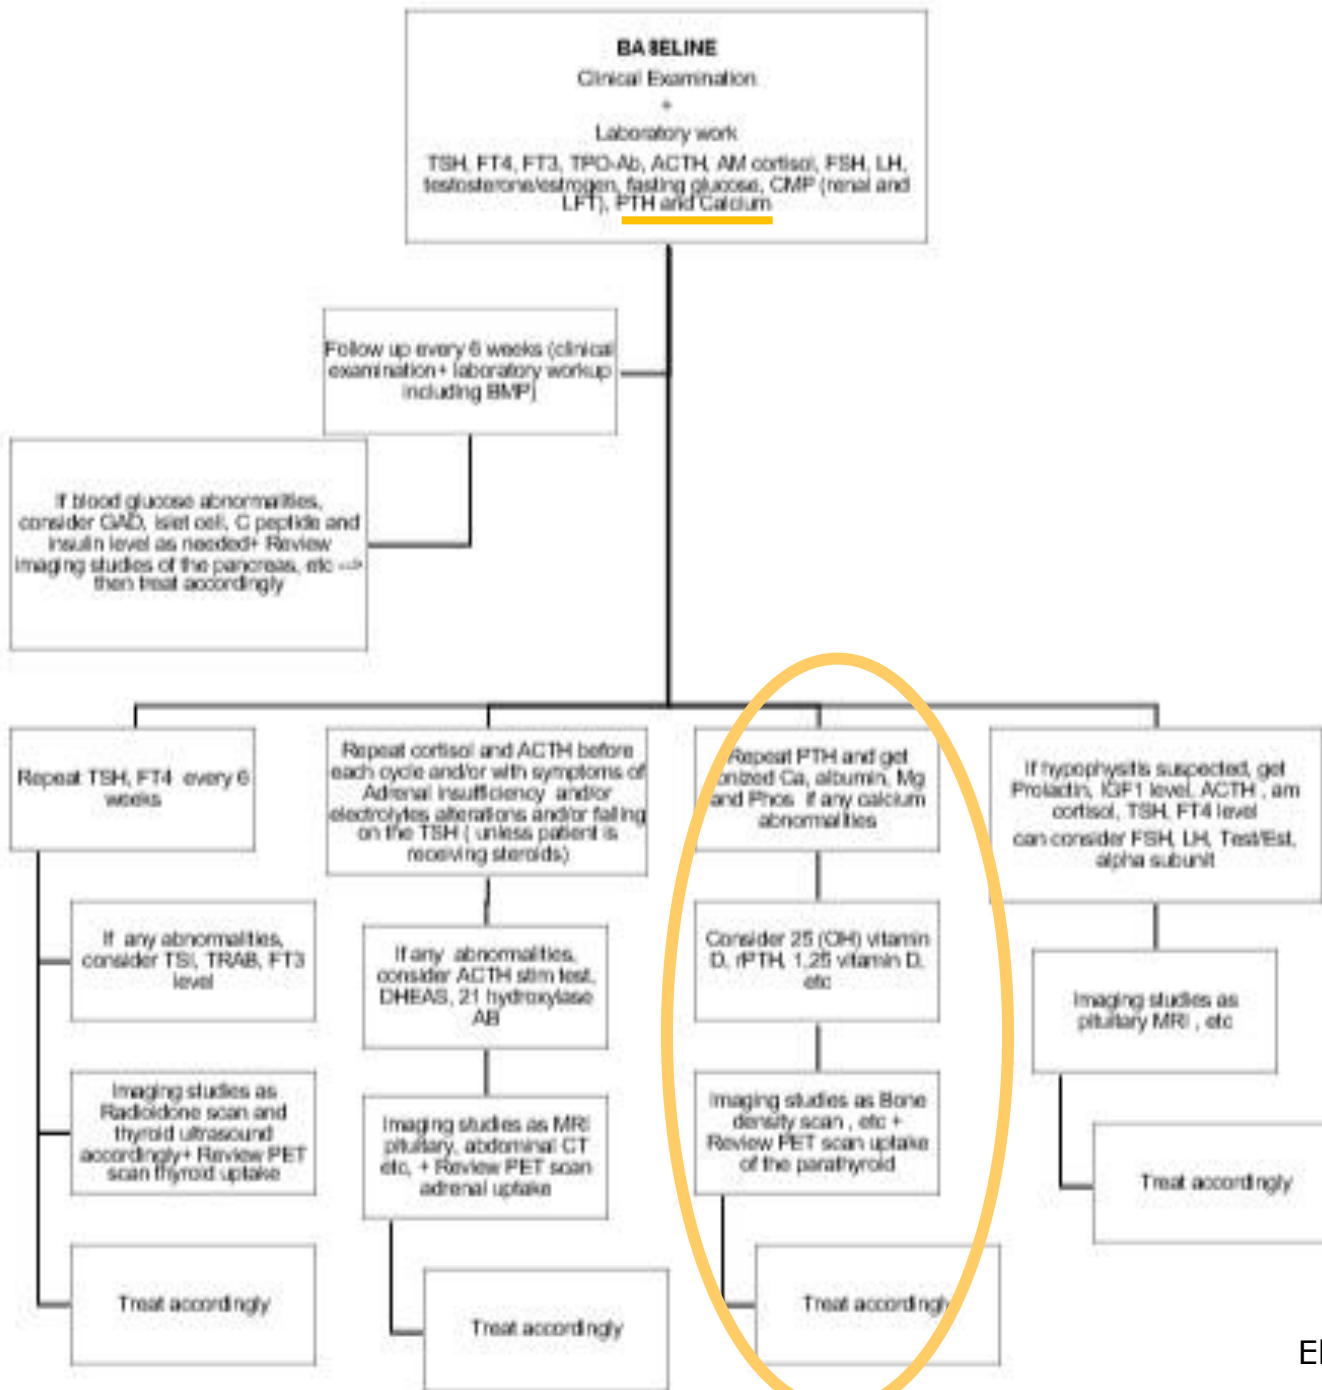 BASELINE
Clinical Examination
+
Laboratory work
TSH, FT4, FT3, TPO-Ab, ACTH, AM cortisol, FSH, LH,
testosterone/estrogen, fasting glucose, CMP (renal and
LFT), PTH and Calcium
Follow up every 6 weeks (clinical
examination+ laboratory workup
including BMP)
If blood glucose abnormalities,
consider GAD, islet cell, C peptide and
insulin level as needed+ Review
imaging studies of the pancreas, etc -->
then treat accordingly
Repeat TSH, FT4 every 6
weeks
If any abnormalities,
consider TSI, TRAB, FT3
level
Imaging studies as
Radioidone scan and
thyroid ultrasound
accordingly+ Review PET
scan thyroid uptake
Treat accordingly
Repeat cortisol and ACTH before
each cycle and/or with symptoms of
Adrenal insufficiency and/or
electrolytes alterations and/or falling
on the TSH ( unless patient is
receiving steroids)
If any abnormalities,
consider ACTH stim test,
DHEAS, 21 hydroxylase
AB
Imaging studies as MRI
pituitary, abdominal CT
etc, + Review PET scan
adrenal uptake
Treat accordingly
Repeat PTH and get
ionized Ca, albumin, Mg
and Phos if any calcium
abnormalities
Consider 25 (OH) vitamin
D, rPTH, 1,25 vitamin D,
etc
Imaging studies as Bone
density scan , etc +
Review PET scan uptake
of the parathyroid
Treat accordingly
If hypophysitis suspected, get
Prolactin, IGF1 level, ACTH , am
cortisol, TSH, FT4 level
can consider FSH, LH, Test/Est,
alpha subunit
Imaging studies as
pituitary MRI , etc
Treat accordingly